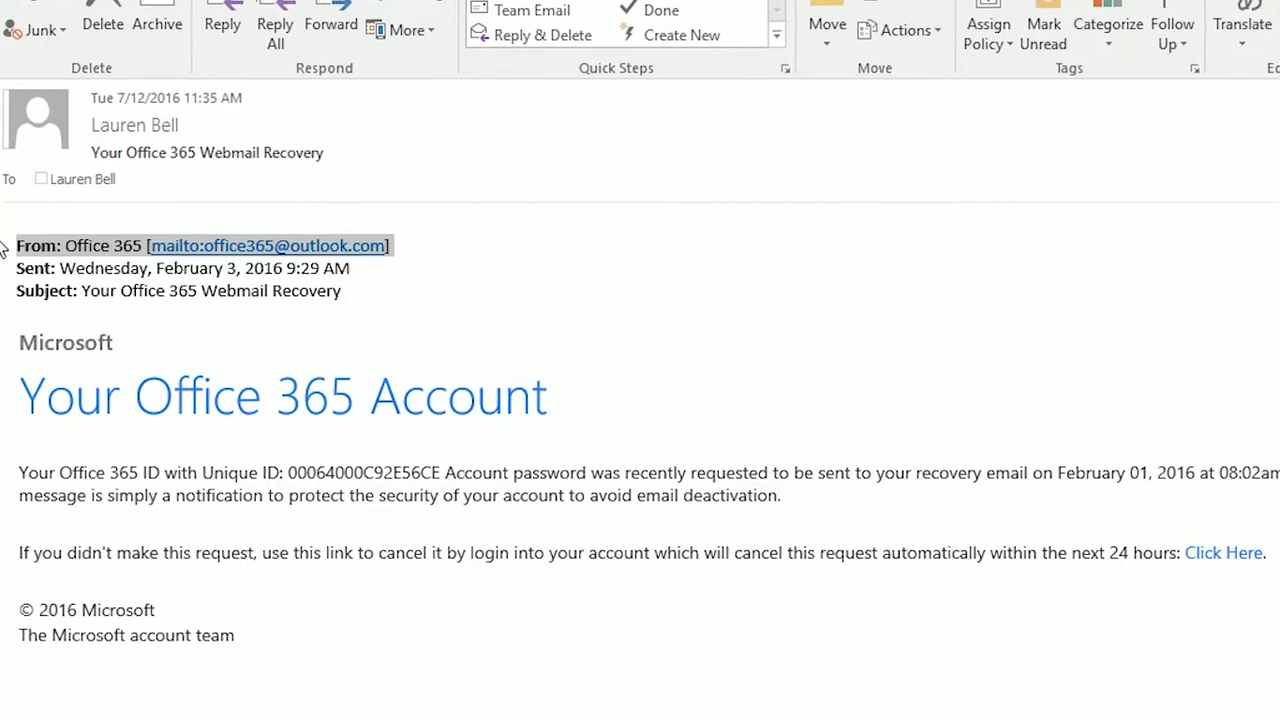 Junk
Delete
Archive
Reply
Reply
All
Forward
More
Team Email
Reply & Delete
Done
Create New
Move
Actions
Assign
Policy
Mark
Unread
Categorize
Follow
Up
Translate
Delete
Respond
Quick Steps
Move
Tags
Tue 7/12/2016 11:35 AM
Lauren Bell
Your Office 365 Webmail Recovery
To Lauren Bell
From: Office 365 [mailto:office365@outlook.com]
Sent: Wednesday, February 3, 2016 9:29 AM
Subject: Your Office 365 Webmail Recovery
Microsoft
Your Office 365 Account
Your Office 365 ID with Unique ID: 00064000C92E56CE Account password was recently requested to be sent to your recovery email on February 01, 2016 at 08:02am
message is simply a notification to protect the security of your account to avoid email deactivation.
If you didn't make this request, use this link to cancel it by login into your account which will cancel this request automatically within the next 24 hours: Click Here.
© 2016 Microsoft
The Microsoft account team